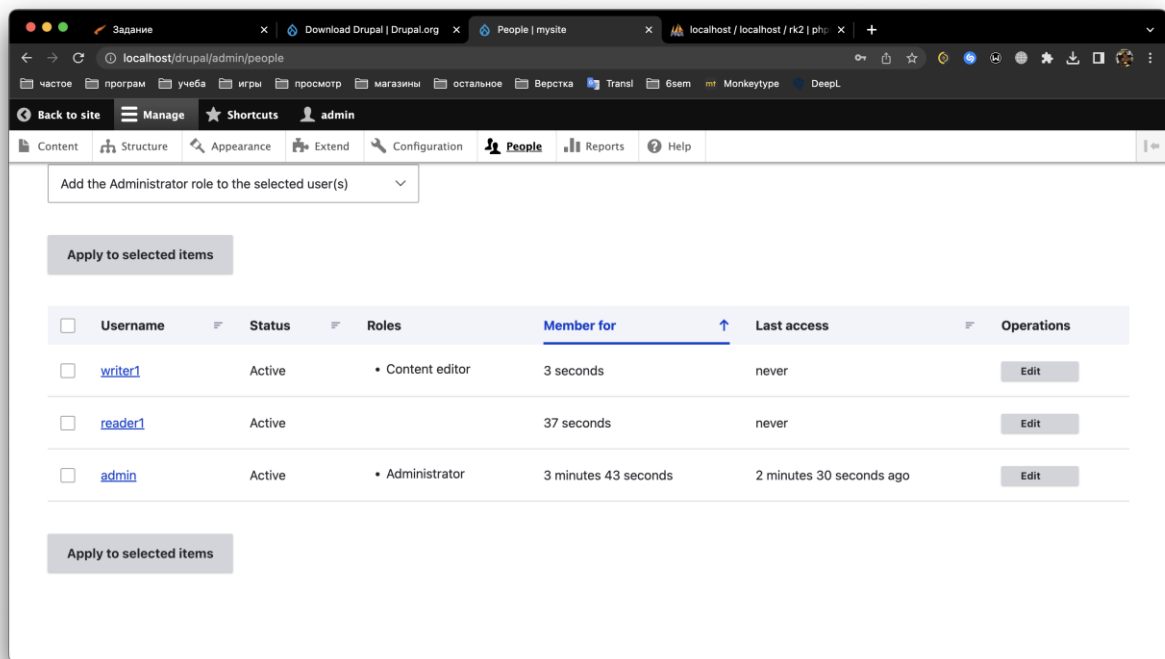 Задание
Download Drupal | Drupal.org
People | mysite
localhost / localhost / rk2 | php
localhost/drupal/admin/people
частое програм учеба игры просмотр магазины остальное Верстка Transl 6sem mt Monkeytype DeepL
Back to site Manage Shortcuts admin
Content Structure Appearance Extend Configuration People Reports Help
Add the Administrator role to the selected user(s)
Apply to selected items
Username Status Roles Member for Last access Operations
writer1 Active • Content editor 3 seconds never Edit
reader1 Active 37 seconds never Edit
admin Active • Administrator 3 minutes 43 seconds 2 minutes 30 seconds ago Edit
Apply to selected items